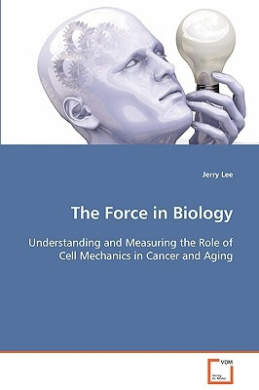 Jerry Lee
The Force in Biology
Understanding and Measuring the Role of
Cell Mechanics in Cancer and Aging
VDM